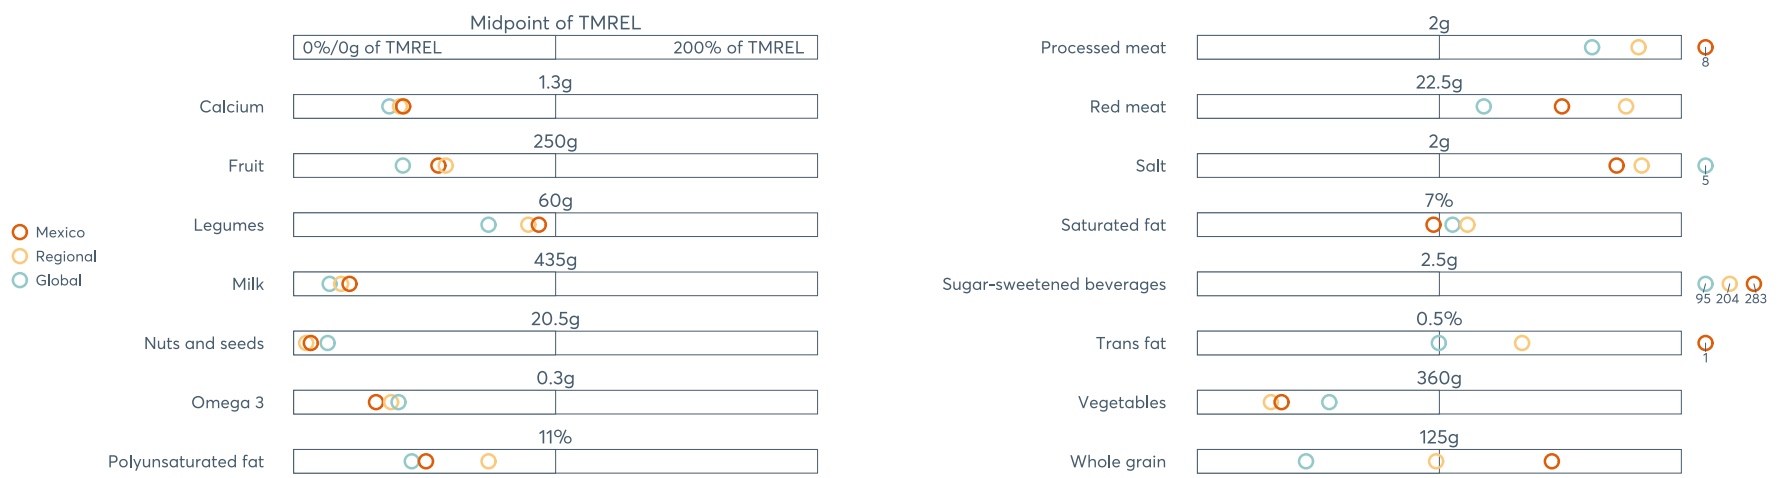 Midpoint of TMREL
0%/0g of TMREL 200% of TMREL
1.3g
Calcium
250g
Fruit
60g
Legumes
435g
Milk
20.5g
Nuts and seeds
0.3g
Omega 3
11%
Polyunsaturated fat
Mexico
Regional
Global
2g
Processed meat
8
22.5g
Red meat
2g
Salt
5
7%
Saturated fat
2.5g
Sugar-sweetened beverages
95 204 283
0.5%
Trans fat
1
360g
Vegetables
125g
Whole grain